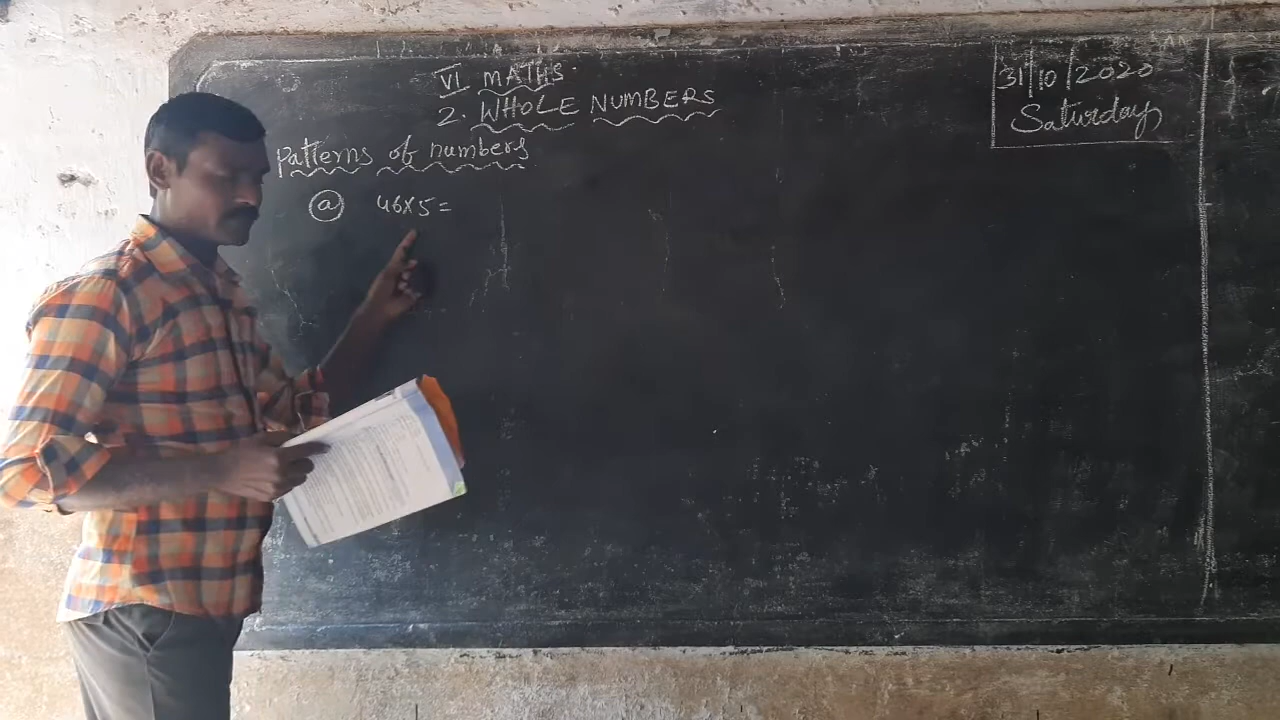 VI MATHS
2. WHOLE NUMBERS
31/10/2020
Saturday
Patterns of numbers
(a) 46×5=